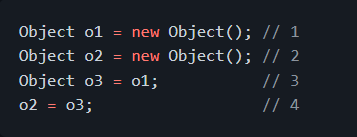 Object o1 = new Object(); // 1
Object o2 = new Object(); // 2
Object o3 = o1;           // 3
o2 = o3;                  // 4